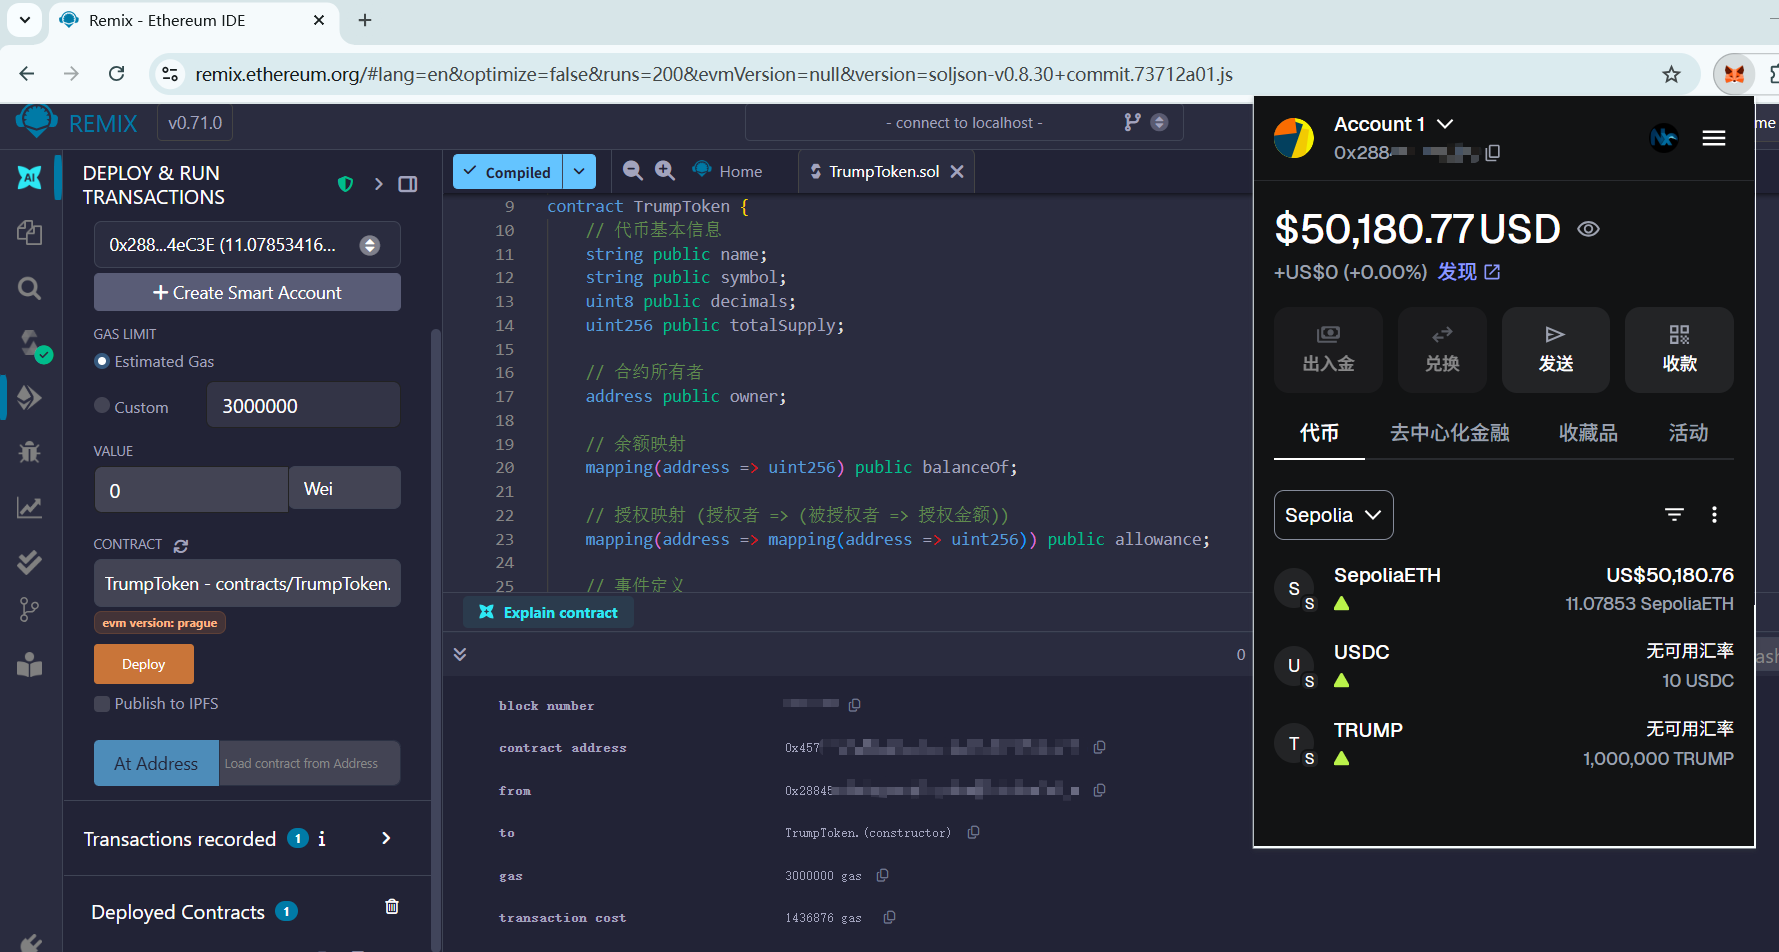 Remix - Ethereum IDE
remix.ethereum.org/#lang=en&optimize=false&runs=200&evmVersion=null&version=soljson-v0.8.30+commit.73712a01.js
REMIX
v0.71.0
- connect to localhost -
me
AI
DEPLOY & RUN
TRANSACTIONS
0x288...4eC3E (11.07853416...
+ Create Smart Account
GAS LIMIT
Estimated Gas
Custom
3000000
VALUE
0
Wei
CONTRACT
TrumpToken - contracts/TrumpToken.
evm version: prague
Deploy
Publish to IPFS
At Address
Load contract from Address
Transactions recorded 1 i
Deployed Contracts 1
Compiled
Home
TrumpToken.sol
9 contract TrumpToken {
10 // 代币基本信息
11 string public name;
12 string public symbol;
13 uint8 public decimals;
14 uint256 public totalSupply;
15
16 // 合约所有者
17 address public owner;
18
19 // 余额映射
20 mapping(address => uint256) public balanceOf;
21
22 // 授权映射 (授权者 => (被授权者 => 授权金额))
23 mapping(address => mapping(address => uint256)) public allowance;
24
25 // 事件定义
Explain contract
0
block number
contract address 0x457
from 0x28845
to TrumpToken.(constructor)
gas 3000000 gas
transaction cost 1436876 gas
Account 1
0x288
$50,180.77 USD
+US$0 (+0.00%) 发现
出入金
兑换
发送
收款
代币
去中心化金融
收藏品
活动
Sepolia
S
S
SepoliaETH
US$50,180.76
11.07853 SepoliaETH
U
S
USDC
无可用汇率
10 USDC
T
S
TRUMP
无可用汇率
1,000,000 TRUMP